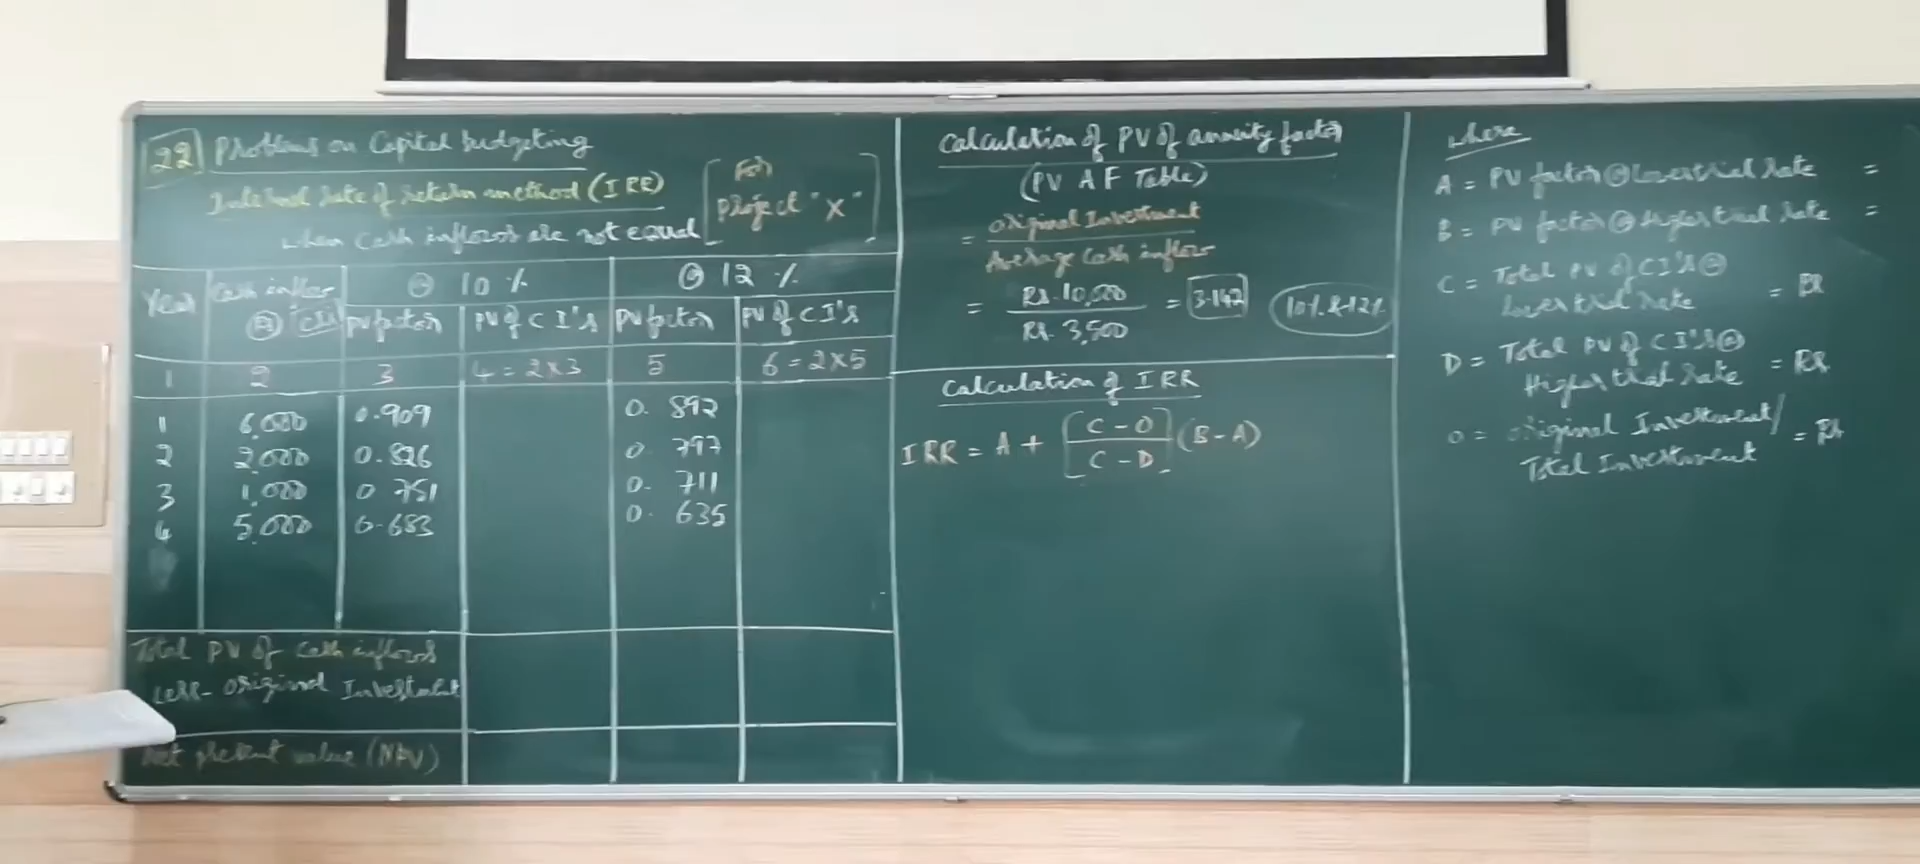 22 Problems on Capital budgeting
Internal rate of return method (IRR)
when cash inflows are not equal
For
Project "X"
Year
Cash inflow
Rs CIs
@ 10 %
@ 12 %
PV factor
PV of C I's
PV factor
PV of C I's
1 2 3 4 = 2x3 5 6 = 2x5
1 6,000 0.909 0. 892
2 2,000 0.826 0. 797
3 1,000 0 751 0. 711
4 5,000 0.683 0. 635
Total PV of cash inflows
Less - Original Investment
Net present value (NPV)
Calculation of PV of annuity factor
(PV A F Table)
= Original Investment
Average Cash inflow
= Rs. 10,000 = 3.142 10% & 12%
Rs. 3,500
Calculation of IRR
IRR = A + [C - O] (B - A)
[C - D]
where
A = PV factor @ Lower trial rate =
B = PV factor @ Higher trial rate =
C = Total PV of CI's @
Lower trial rate = Rs
D = Total PV of C I's @
Higher trial rate = Rs.
O = Original Investment/
Total Investment = Rs